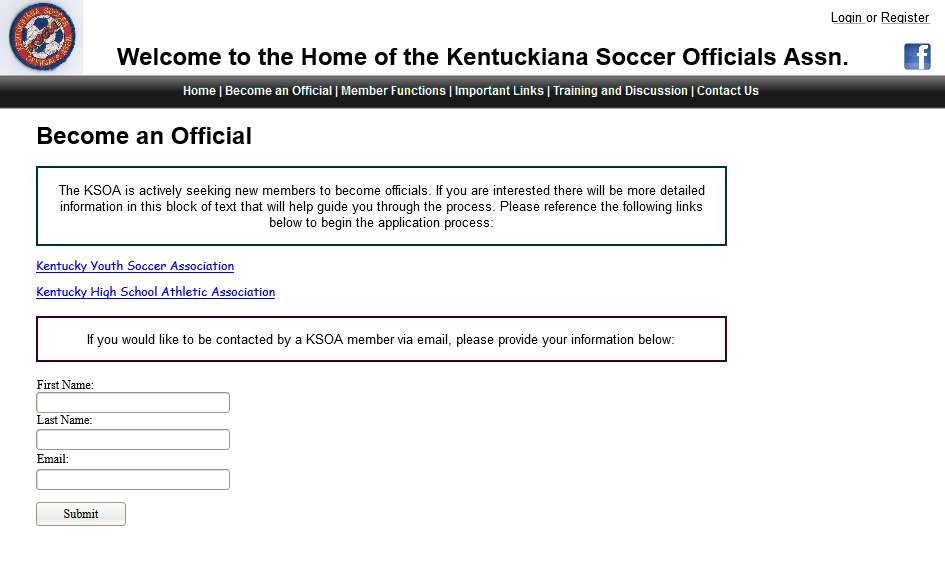 KENTUCKIANA SOCCER
OFFICIALS ASSN.
Login or Register
Welcome to the Home of the Kentuckiana Soccer Officials Assn.
f
Home | Become an Official | Member Functions | Important Links | Training and Discussion | Contact Us
Become an Official
The KSOA is actively seeking new members to become officials. If you are interested there will be more detailed
information in this block of text that will help guide you through the process. Please reference the following links
below to begin the application process:
Kentucky Youth Soccer Association
Kentucky High School Athletic Association
If you would like to be contacted by a KSOA member via email, please provide your information below:
First Name:
Last Name:
Email:
Submit